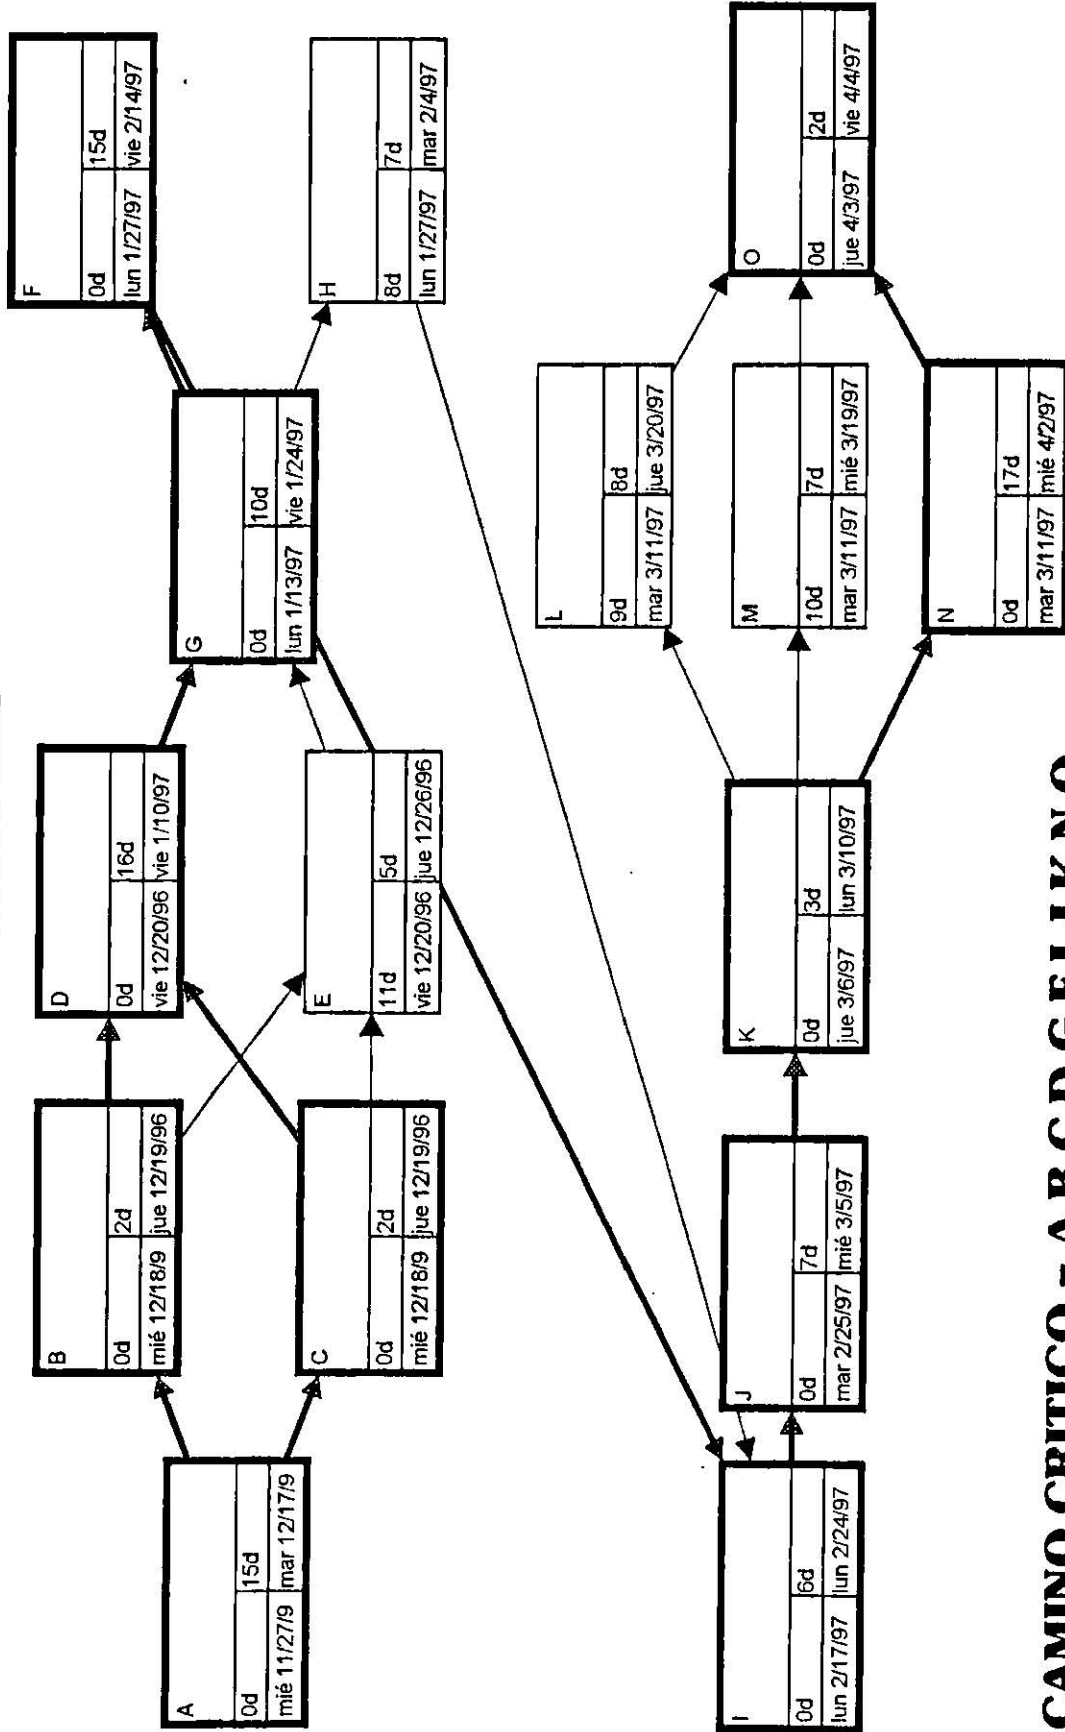 A
0d 15d
mié 11/27/9 mar 12/17/9
B
0d 2d
mié 12/18/9 jue 12/19/96
C
0d 2d
mié 12/18/9 jue 12/19/96
D
0d 16d
vie 12/20/96 vie 1/10/97
E
11d 5d
vie 12/20/96 jue 12/26/96
G
0d 10d
lun 1/13/97 vie 1/24/97
F
0d 15d
lun 1/27/97 vie 2/14/97
H
8d 7d
lun 1/27/97 mar 2/4/97
I
0d 6d
lun 2/17/97 lun 2/24/97
J
0d 7d
mar 2/25/97 mié 3/5/97
K
0d 3d
jue 3/6/97 lun 3/10/97
L
9d 8d
mar 3/11/97 jue 3/20/97
M
10d 7d
mar 3/11/97 mié 3/19/97
N
0d 17d
mar 3/11/97 mié 4/2/97
O
0d 2d
jue 4/3/97 vie 4/4/97
CAMINO CRITICO = A B C D G F I J K N O